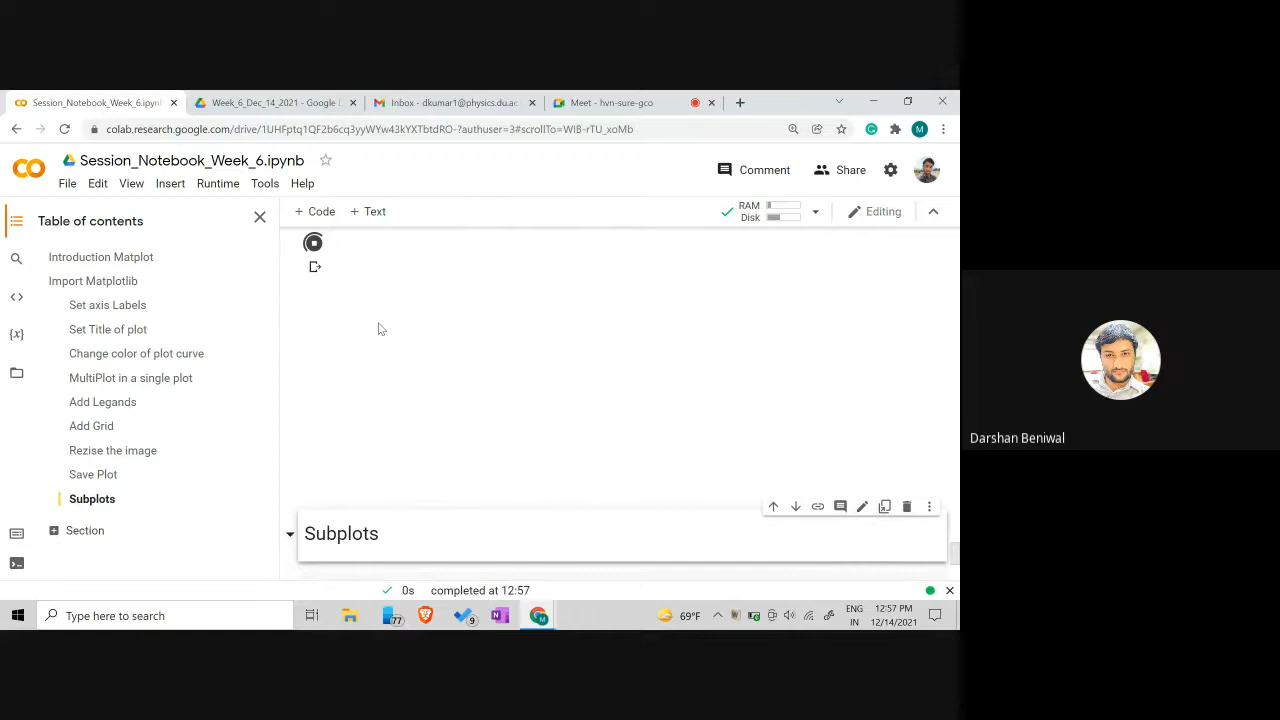 Session_Notebook_Week_6.ipynb
Week_6_Dec_14_2021 - Google D
Inbox - dkumar1@physics.du.ac
Meet - hvn-sure-gco
colab.research.google.com/drive/1UHFptq1QF2b6cq3yyWYw43kYXTbtdRO-?authuser=3#scrollTo=WIB-rTU_xoMb
M
Session_Notebook_Week_6.ipynb
File Edit View Insert Runtime Tools Help
Comment
Share
Table of contents
+ Code + Text
RAM
Disk
Editing
Introduction Matplot
Import Matplotlib
Set axis Labels
Set Title of plot
Change color of plot curve
MultiPlot in a single plot
Add Legands
Add Grid
Rezise the image
Save Plot
Subplots
Section
{x}
Subplots
0s completed at 12:57
Type here to search
77
9
69°F
ENG
IN
12:57 PM
12/14/2021
Darshan Beniwal